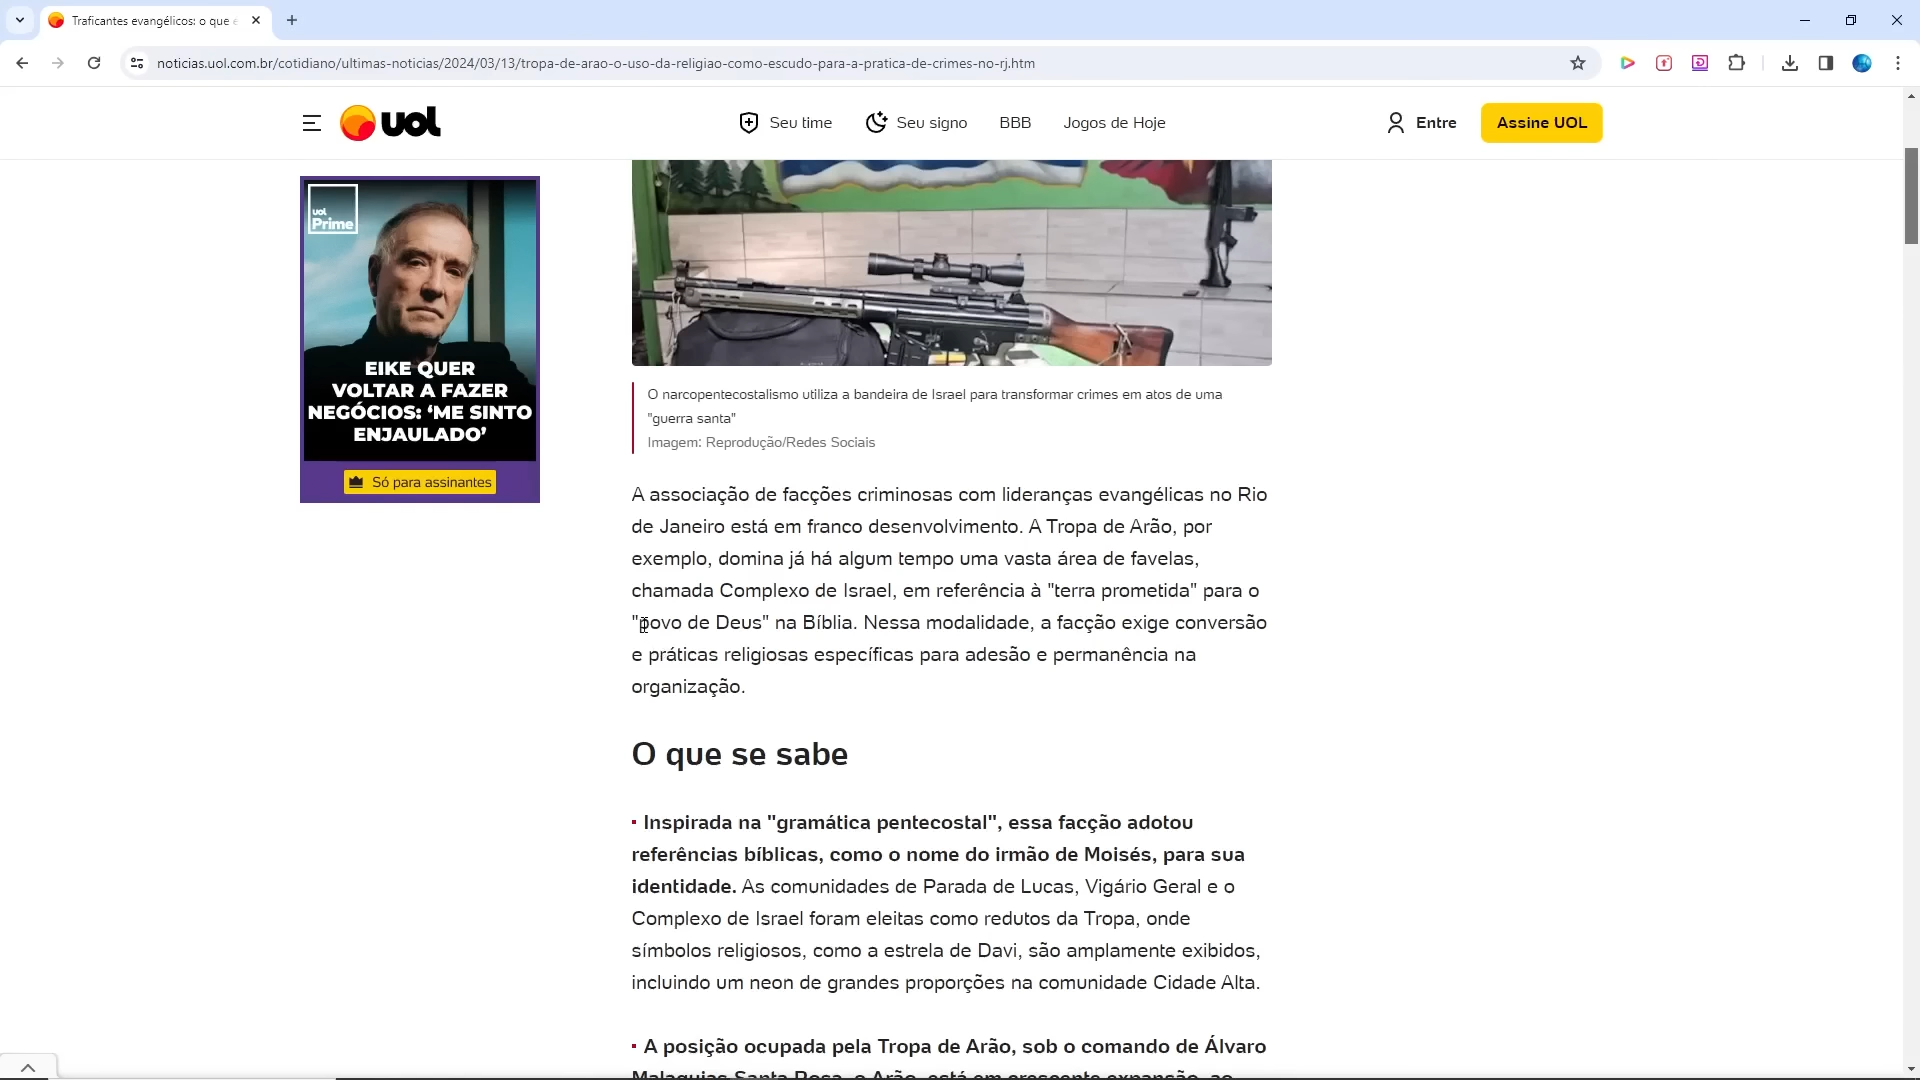 Traficantes evangélicos: o que e
noticias.uol.com.br/cotidiano/ultimas-noticias/2024/03/13/tropa-de-arao-o-uso-da-religiao-como-escudo-para-a-pratica-de-crimes-no-rj.htm
uol
Seu time
Seu signo
BBB
Jogos de Hoje
Entre
Assine UOL
uol
Prime
EIKE QUER
VOLTAR A FAZER
NEGÓCIOS: ‘ME SINTO
ENJAULADO’
Só para assinantes
O narcopentecostalismo utiliza a bandeira de Israel para transformar crimes em atos de uma
"guerra santa"
Imagem: Reprodução/Redes Sociais
A associação de facções criminosas com lideranças evangélicas no Rio
de Janeiro está em franco desenvolvimento. A Tropa de Arão, por
exemplo, domina já há algum tempo uma vasta área de favelas,
chamada Complexo de Israel, em referência à "terra prometida" para o
"povo de Deus" na Bíblia. Nessa modalidade, a facção exige conversão
e práticas religiosas específicas para adesão e permanência na
organização.
O que se sabe
Inspirada na "gramática pentecostal", essa facção adotou
referências bíblicas, como o nome do irmão de Moisés, para sua
identidade. As comunidades de Parada de Lucas, Vigário Geral e o
Complexo de Israel foram eleitas como redutos da Tropa, onde
símbolos religiosos, como a estrela de Davi, são amplamente exibidos,
incluindo um neon de grandes proporções na comunidade Cidade Alta.
A posição ocupada pela Tropa de Arão, sob o comando de Álvaro
Malaquias Santa Rosa, o Arão, está em crescente expansão, ao